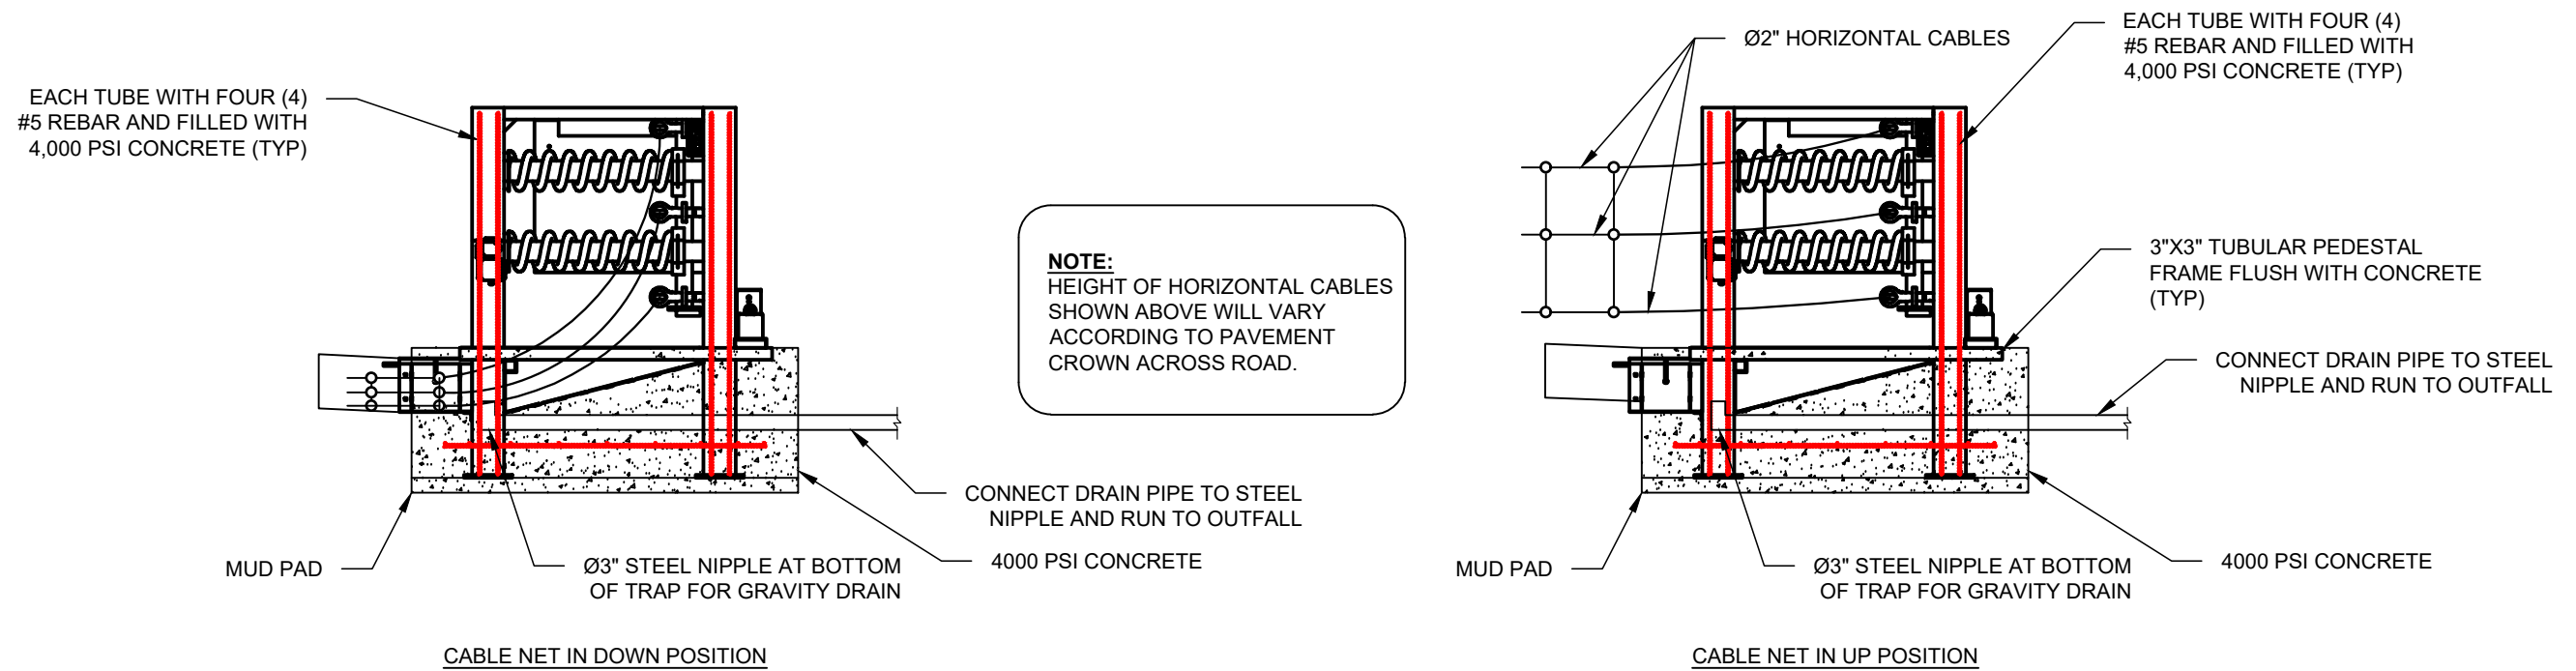 EACH TUBE WITH FOUR (4)
#5 REBAR AND FILLED WITH
4,000 PSI CONCRETE (TYP)
NOTE:
HEIGHT OF HORIZONTAL CABLES
SHOWN ABOVE WILL VARY
ACCORDING TO PAVEMENT
CROWN ACROSS ROAD.
CONNECT DRAIN PIPE TO STEEL
NIPPLE AND RUN TO OUTFALL
4000 PSI CONCRETE
Ø3" STEEL NIPPLE AT BOTTOM
OF TRAP FOR GRAVITY DRAIN
MUD PAD
CABLE NET IN DOWN POSITION
Ø2" HORIZONTAL CABLES
EACH TUBE WITH FOUR (4)
#5 REBAR AND FILLED WITH
4,000 PSI CONCRETE (TYP)
3"X3" TUBULAR PEDESTAL
FRAME FLUSH WITH CONCRETE
(TYP)
CONNECT DRAIN PIPE TO STEEL
NIPPLE AND RUN TO OUTFALL
4000 PSI CONCRETE
Ø3" STEEL NIPPLE AT BOTTOM
OF TRAP FOR GRAVITY DRAIN
MUD PAD
CABLE NET IN UP POSITION